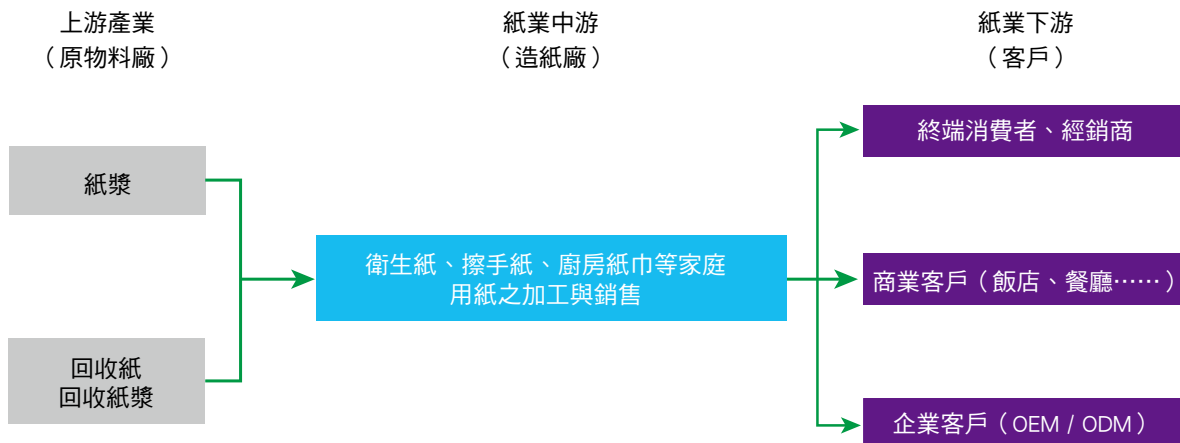 上游產業
（原物料廠）
紙業中游
（造紙廠）
紙業下游
（客戶）
紙漿
回收紙
回收紙漿
衛生紙、擦手紙、廚房紙巾等家庭
用紙之加工與銷售
終端消費者、經銷商
商業客戶（飯店、餐廳⋯⋯）
企業客戶（OEM / ODM）